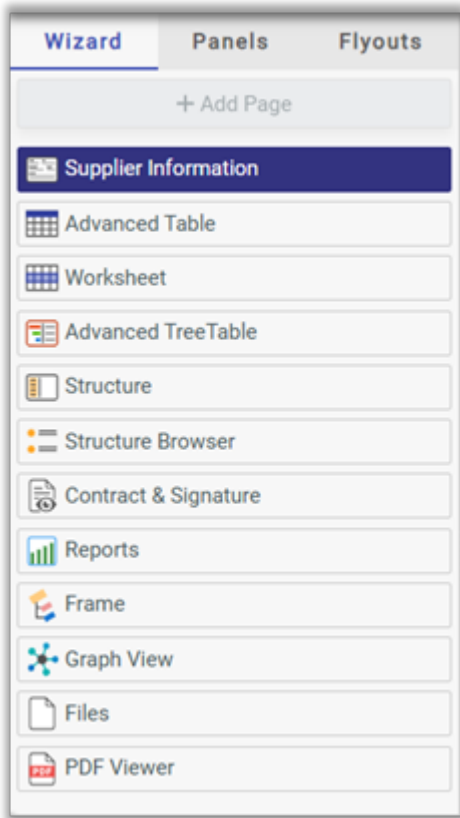 Wizard Panels Flyouts
+ Add Page
Supplier Information
Advanced Table
Worksheet
Advanced TreeTable
Structure
Structure Browser
Contract & Signature
Reports
Frame
Graph View
Files
PDF
PDF Viewer